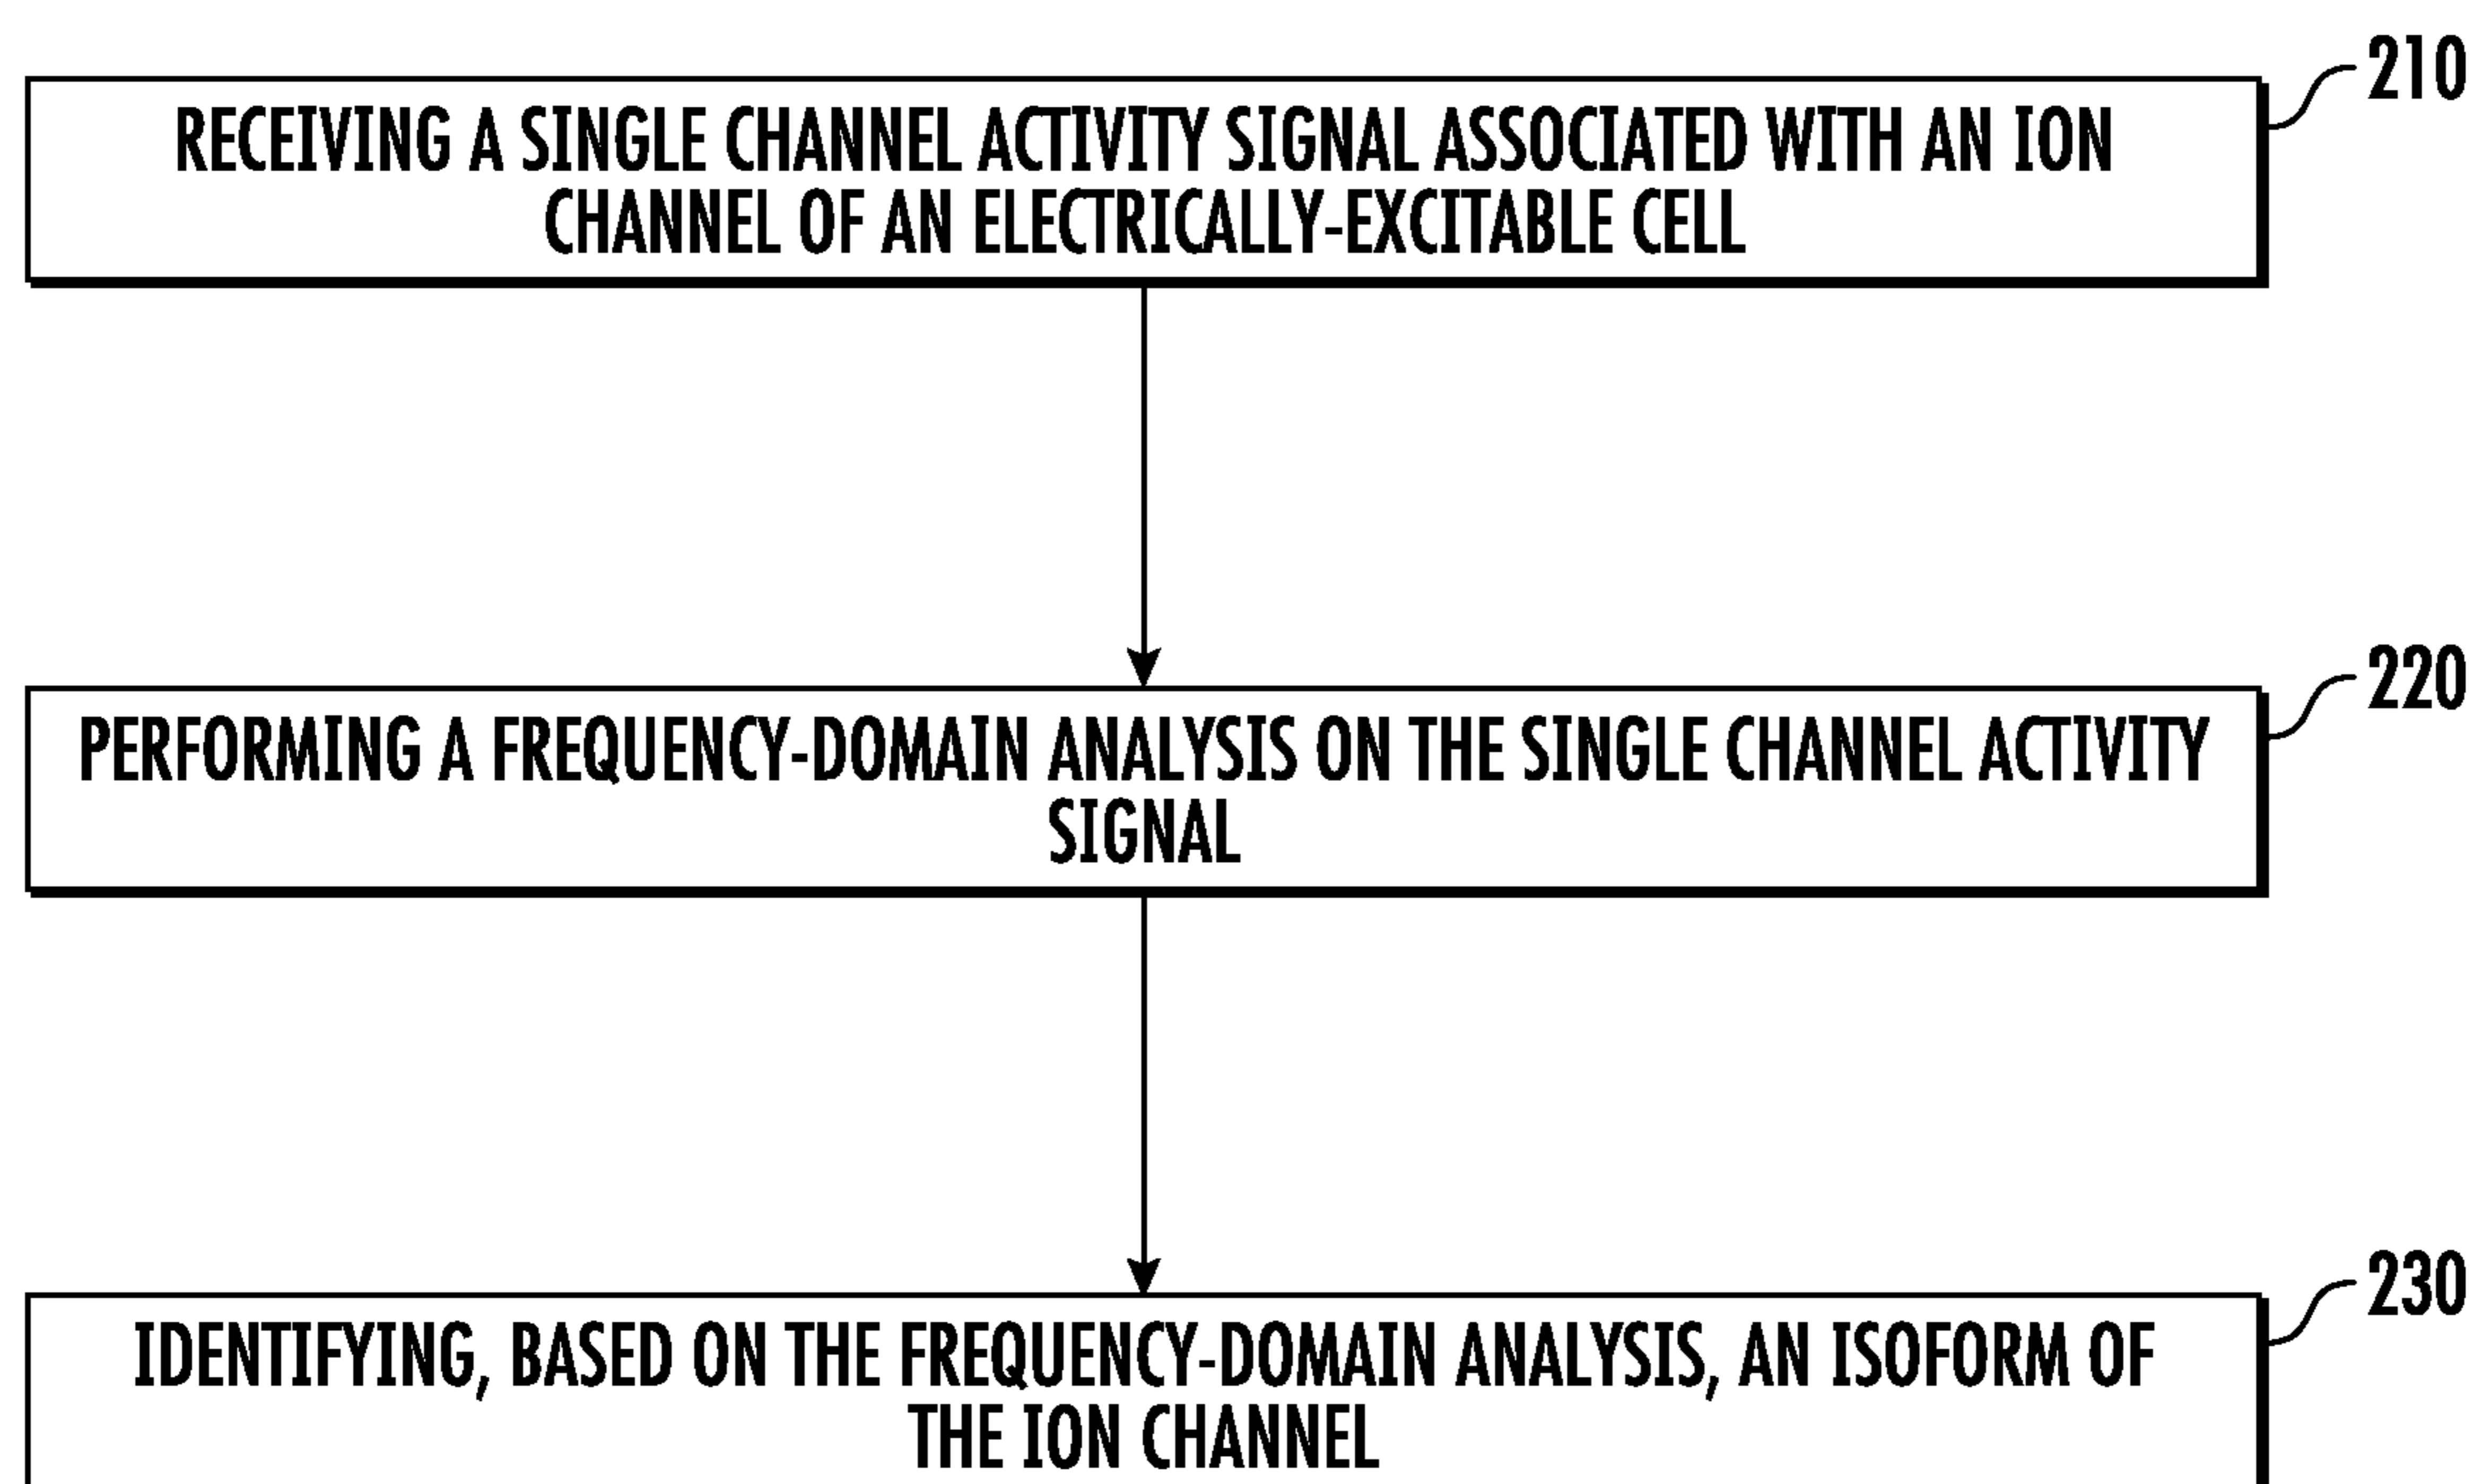 210
RECEIVING A SINGLE CHANNEL ACTIVITY SIGNAL ASSOCIATED WITH AN ION
CHANNEL OF AN ELECTRICALLY-EXCITABLE CELL
220
PERFORMING A FREQUENCY-DOMAIN ANALYSIS ON THE SINGLE CHANNEL ACTIVITY
SIGNAL
230
IDENTIFYING, BASED ON THE FREQUENCY-DOMAIN ANALYSIS, AN ISOFORM OF
THE ION CHANNEL